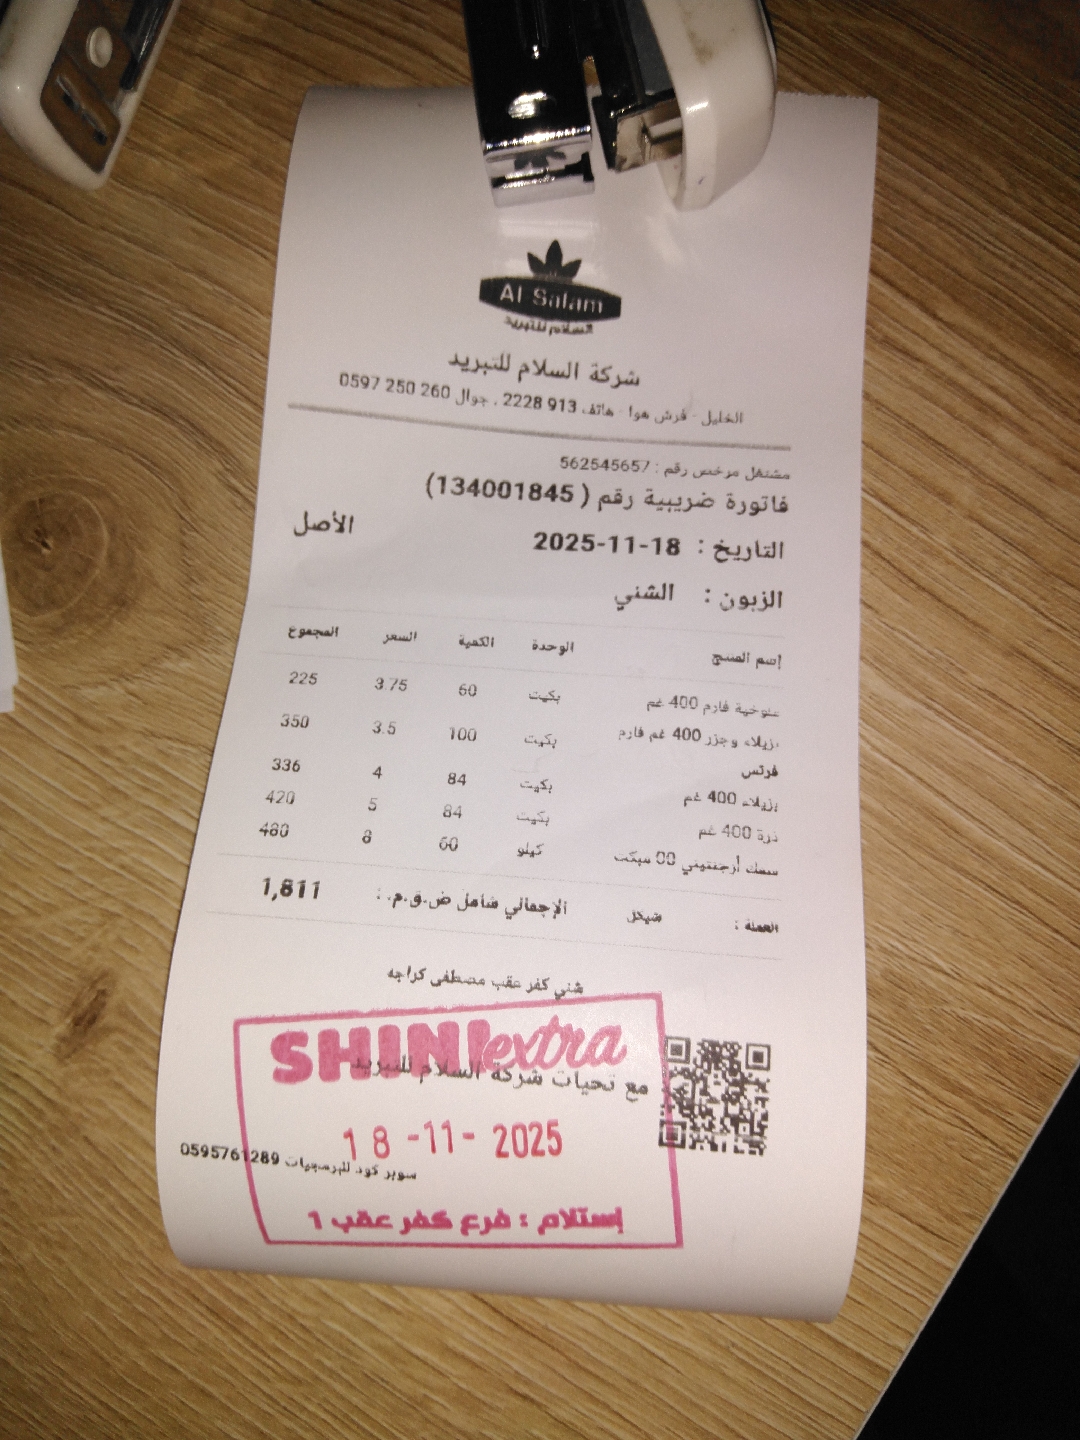 Al Salam
السلام للتبريد
شركة السلام للتبريد
الخليل - فرش هوا - هاتف 913 2228 ، جوال 260 250 0597
مشتغل مرخص رقم : 562545657
فاتورة ضريبية رقم ( 134001845)
التاريخ : 2025-11-18 الأصل
الزبون : الشني
إسم المنتج الوحدة الكمية السعر المجموع
ملوخية فارم 400 غم بكيت 60 3.75 225
بزيلاء وجزر 400 غم فارم بكيت 100 3.5 350
فرتس
بزيلاء 400 غم بكيت 84 4 336
ذرة 400 غم بكيت 84 5 420
سمك أرجنتيني 00 سبكت كيلو 60 8 480
العملة : شيكل الإجمالي شامل ض.ق.م. : 1,811
شني كفر عقب مصطفى كراجه
SHINI extra
مع تحيات شركة السلام للتبريد
18 -11- 2025
سوبر كود للبرمجيات 0595761289
إستلام : فرع كفر عقب 1